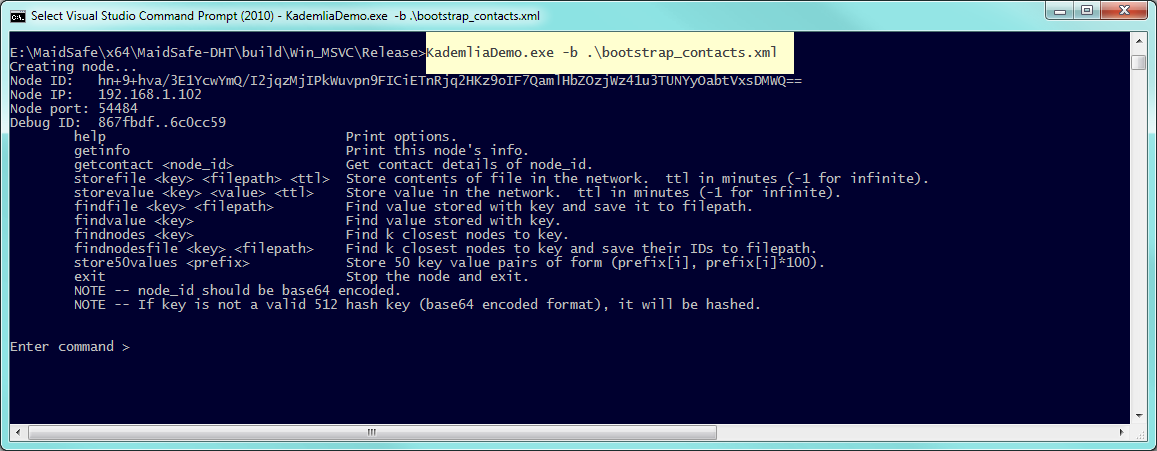 Select Visual Studio Command Prompt (2010) - KademliaDemo.exe -b .\bootstrap_contacts.xml
E:\MaidSafe\x64\MaidSafe-DHT\build\Win_MSVC\Release>KademliaDemo.exe -b .\bootstrap_contacts.xml
Creating node...
Node ID:   hn+9+hva/3E1YcwYmQ/I2jqzMjIPkWuvpn9FICiETnRjq2HKz9oIF7QamlHbZOzjWz41u3TUNYyOabtVxsDMWQ==
Node IP:   192.168.1.102
Node port: 54484
Debug ID:  867fbdf..6c0cc59
help                              Print options.
getinfo                           Print this node's info.
getcontact <node_id>              Get contact details of node_id.
storefile <key> <filepath> <ttl>  Store contents of file in the network.  ttl in minutes (-1 for infinite).
storevalue <key> <value> <ttl>    Store value in the network.  ttl in minutes (-1 for infinite).
findfile <key> <filepath>         Find value stored with key and save it to filepath.
findvalue <key>                   Find value stored with key.
findnodes <key>                   Find k closest nodes to key.
findnodesfile <key> <filepath>    Find k closest nodes to key and save their IDs to filepath.
store50values <prefix>            Store 50 key value pairs of form (prefix[i], prefix[i]*100).
exit                              Stop the node and exit.
NOTE -- node_id should be base64 encoded.
NOTE -- If key is not a valid 512 hash key (base64 encoded format), it will be hashed.
Enter command >